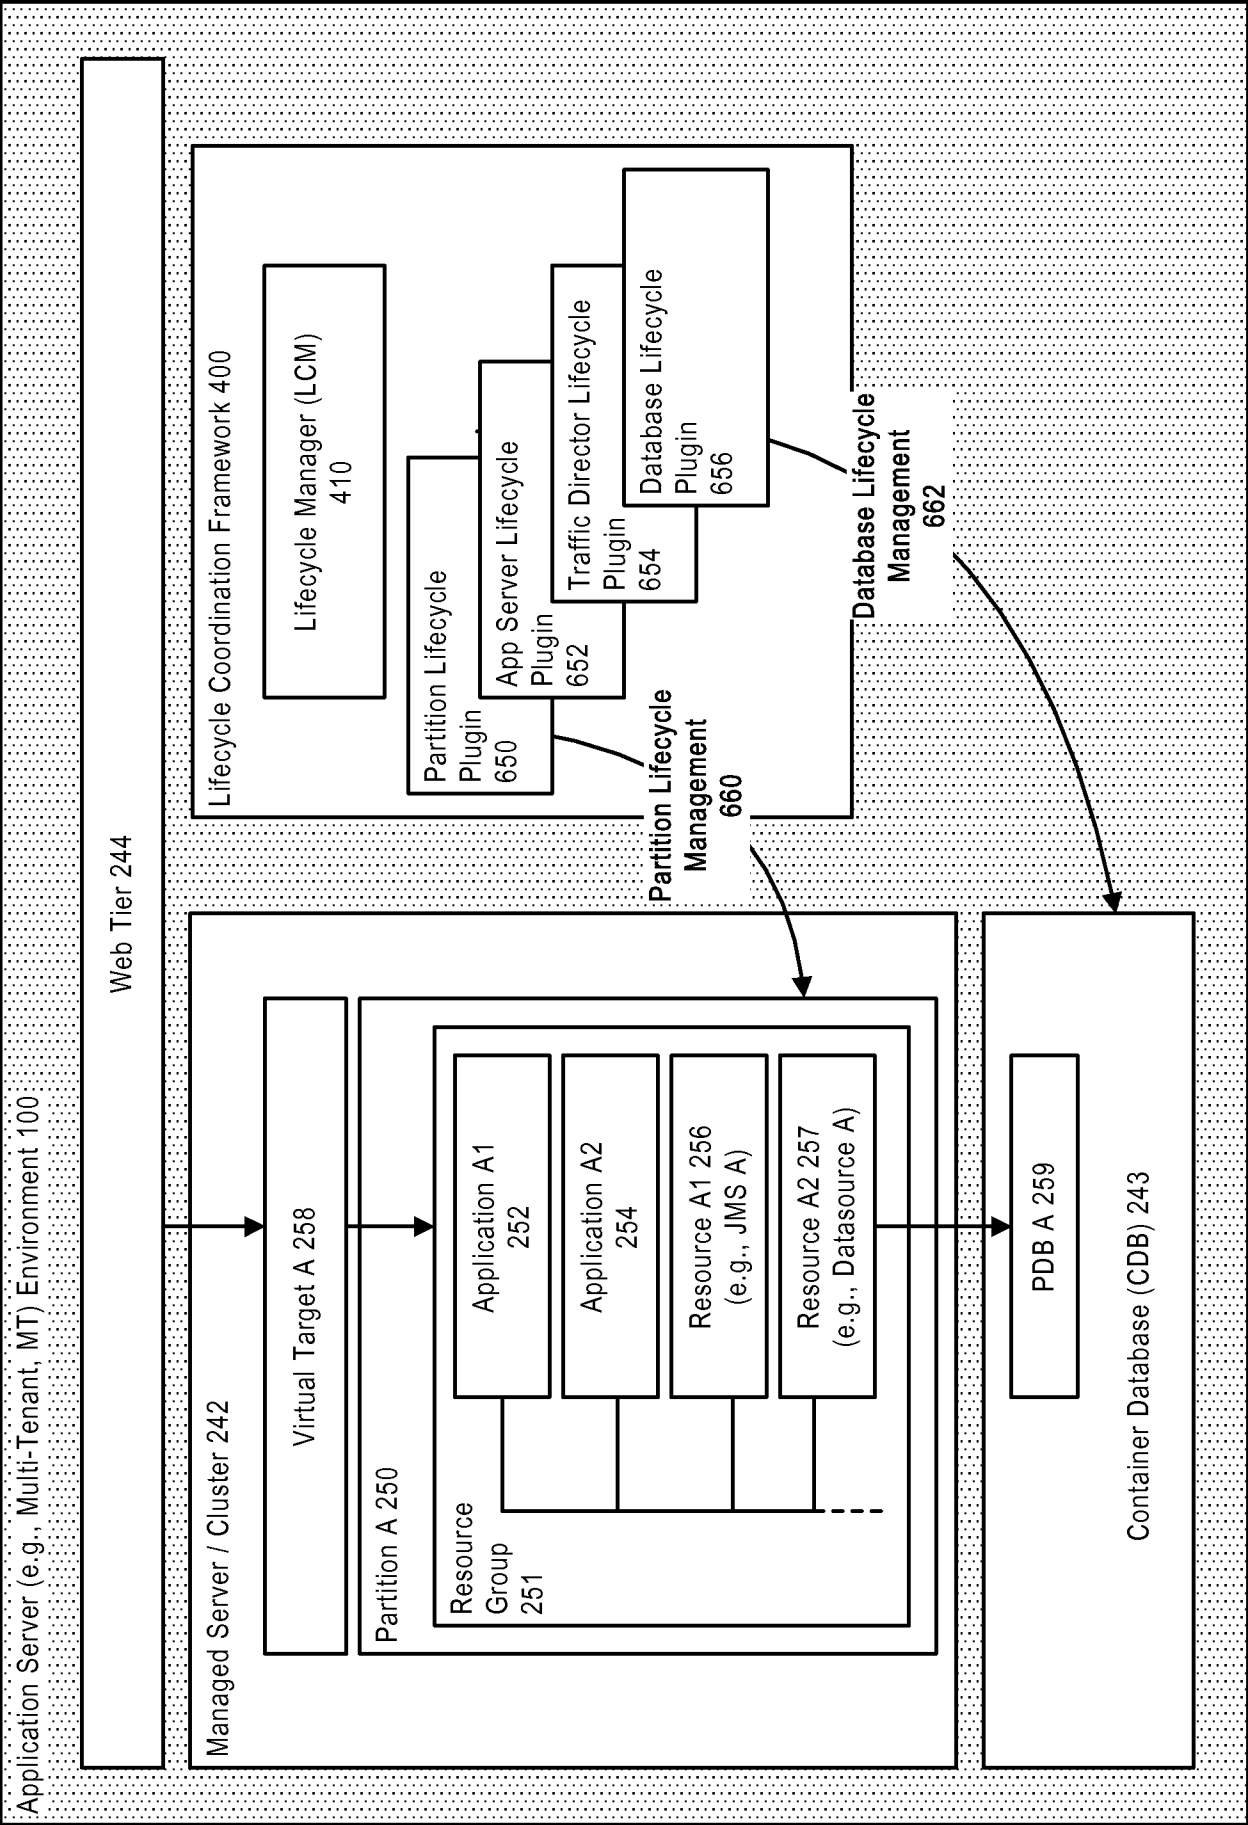 Application Server (e.g., Multi-Tenant, MT) Environment 100
Web Tier 244
Managed Server / Cluster 242
Virtual Target A 258
Partition A 250
Resource
Group
251
Application A1
252
Application A2
254
Resource A1 256
(e.g., JMS A)
Resource A2 257
(e.g., Datasource A)
PDB A 259
Container Database (CDB) 243
Lifecycle Coordination Framework 400
Lifecycle Manager (LCM)
410
Partition Lifecycle
Plugin
650
App Server Lifecycle
Plugin
652
Traffic Director Lifecycle
Plugin
654
Database Lifecycle
Plugin
656
Partition Lifecycle
Management
660
Database Lifecycle
Management
662